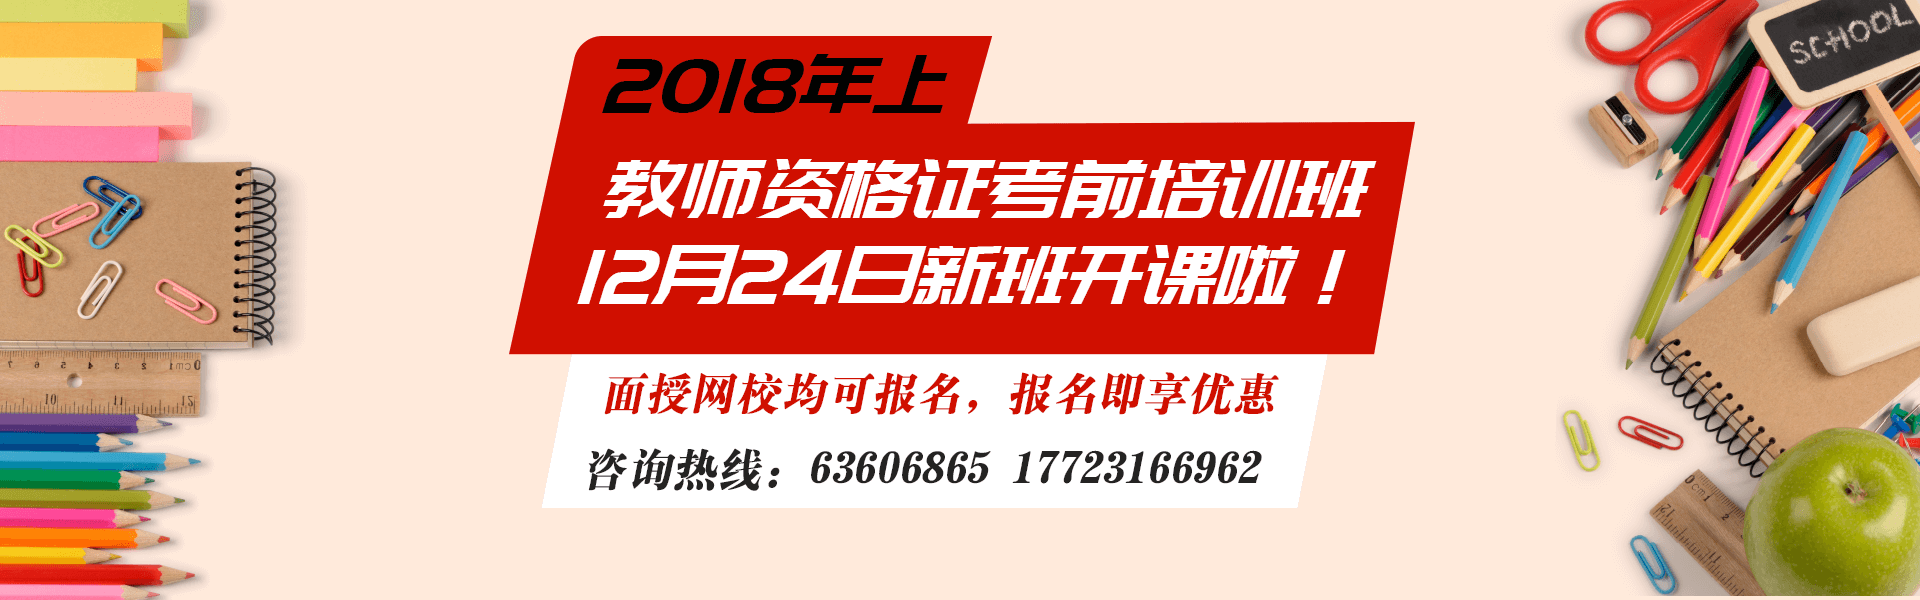 2018年上
教师资格证考前培训班
12月24日新班开课啦！
面授网校均可报名，报名即享优惠
咨询热线：63606865 17723166962
SCHOOL